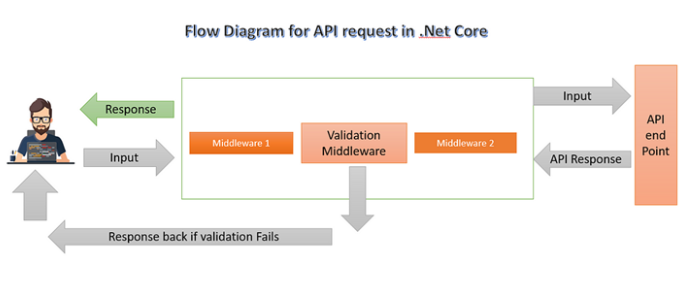 Flow Diagram for API request in .Net Core
Response
Input
Middleware 1
Validation
Middleware
Middleware 2
Input
API Response
API
end
Point
Response back if validation Fails